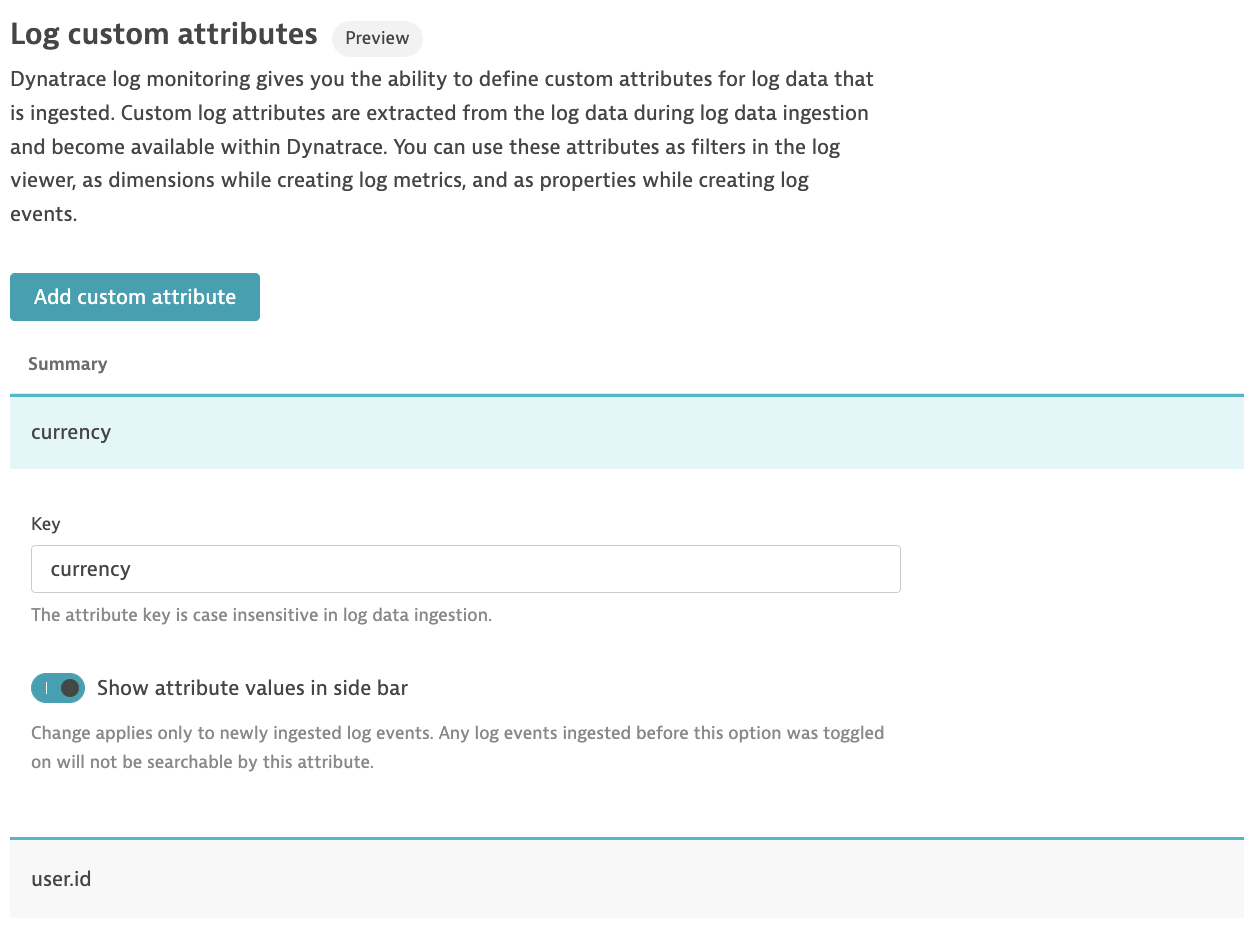 Log custom attributes Preview
Dynatrace log monitoring gives you the ability to define custom attributes for log data that
is ingested. Custom log attributes are extracted from the log data during log data ingestion
and become available within Dynatrace. You can use these attributes as filters in the log
viewer, as dimensions while creating log metrics, and as properties while creating log
events.
Add custom attribute
Summary
currency
Key
currency
The attribute key is case insensitive in log data ingestion.
Show attribute values in side bar
Change applies only to newly ingested log events. Any log events ingested before this option was toggled
on will not be searchable by this attribute.
user.id